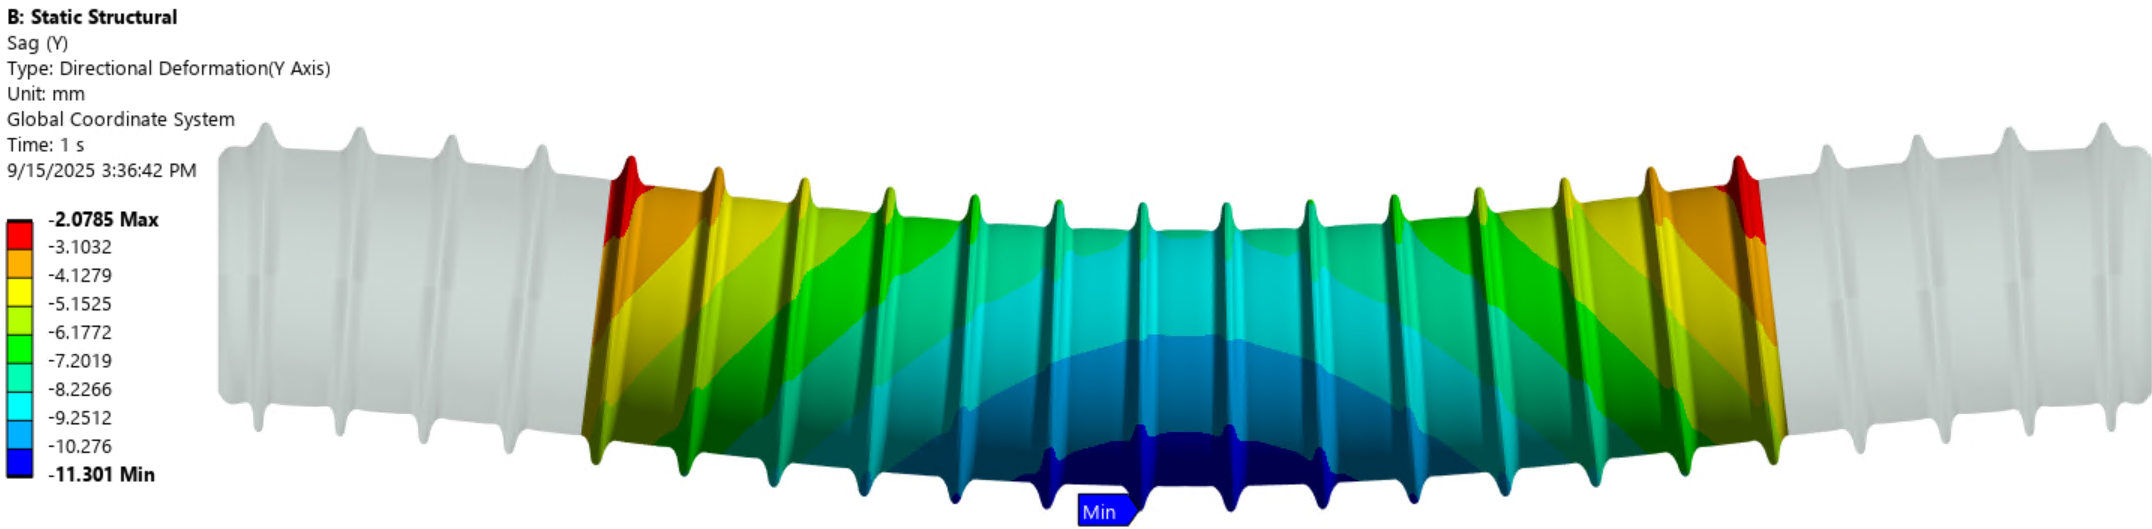 B: Static Structural
Sag (Y)
Type: Directional Deformation(Y Axis)
Unit: mm
Global Coordinate System
Time: 1 s
9/15/2025 3:36:42 PM
-2.0785 Max
-3.1032
-4.1279
-5.1525
-6.1772
-7.2019
-8.2266
-9.2512
-10.276
-11.301 Min
Min